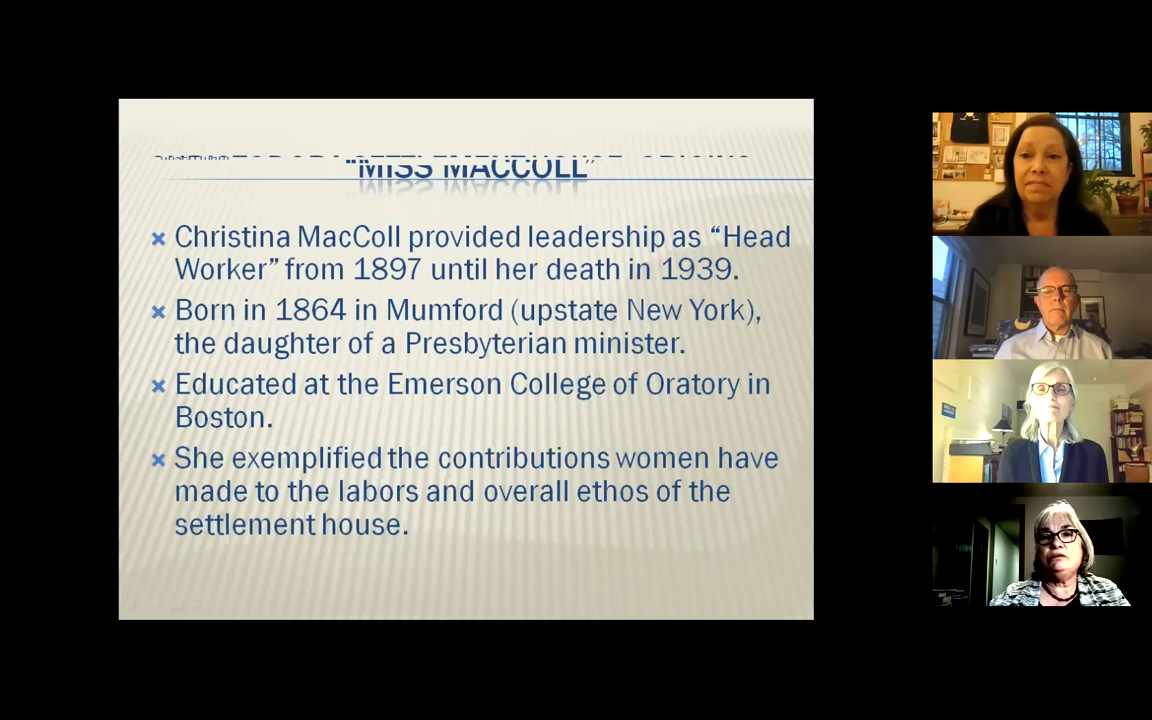 "MISS MACCOLL"
Christina MacColl provided leadership as “Head
Worker” from 1897 until her death in 1939.
Born in 1864 in Mumford (upstate New York),
the daughter of a Presbyterian minister.
Educated at the Emerson College of Oratory in
Boston.
She exemplified the contributions women have
made to the labors and overall ethos of the
settlement house.